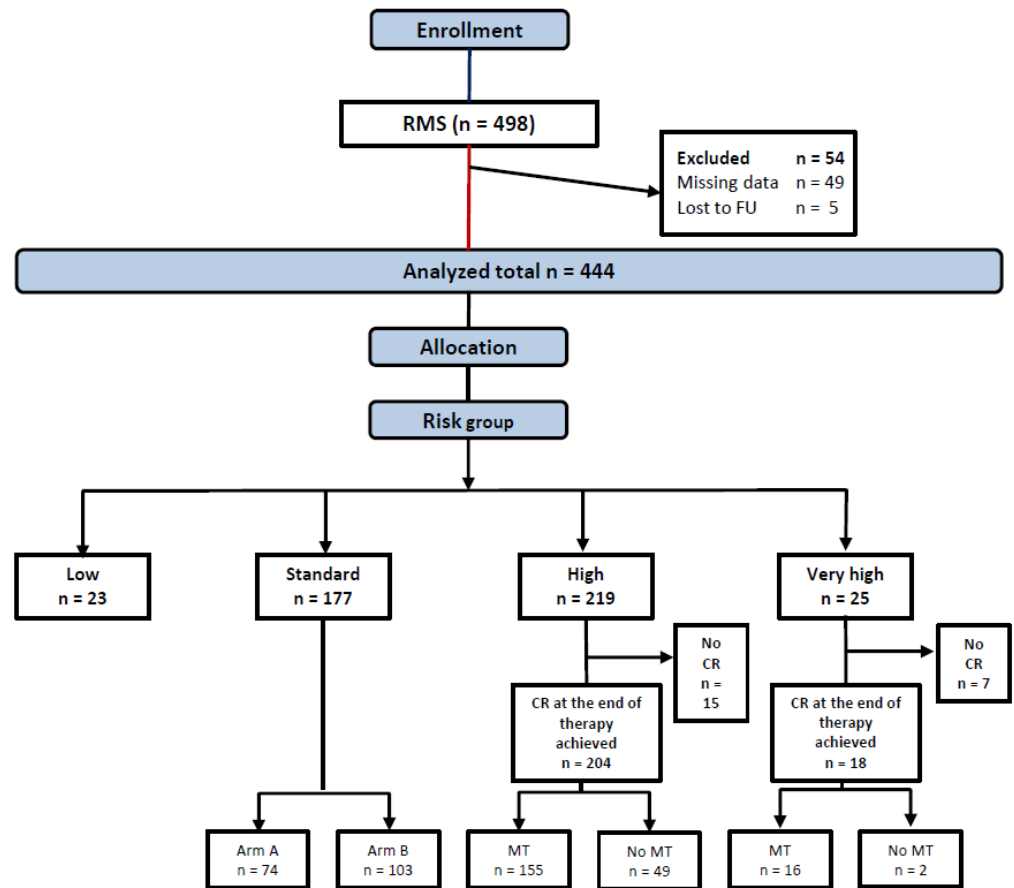 Enrollment
RMS (n = 498)
Excluded n = 54
Missing data n = 49
Lost to FU n = 5
Analyzed total n = 444
Allocation
Risk group
Low
n = 23
Standard
n = 177
High
n = 219
Very high
n = 25
No
CR
n =
15
No
CR
n = 7
CR at the end of
therapy
achieved
n = 204
CR at the end of
therapy
achieved
n = 18
Arm A
n = 74
Arm B
n = 103
MT
n = 155
No MT
n = 49
MT
n = 16
No MT
n = 2